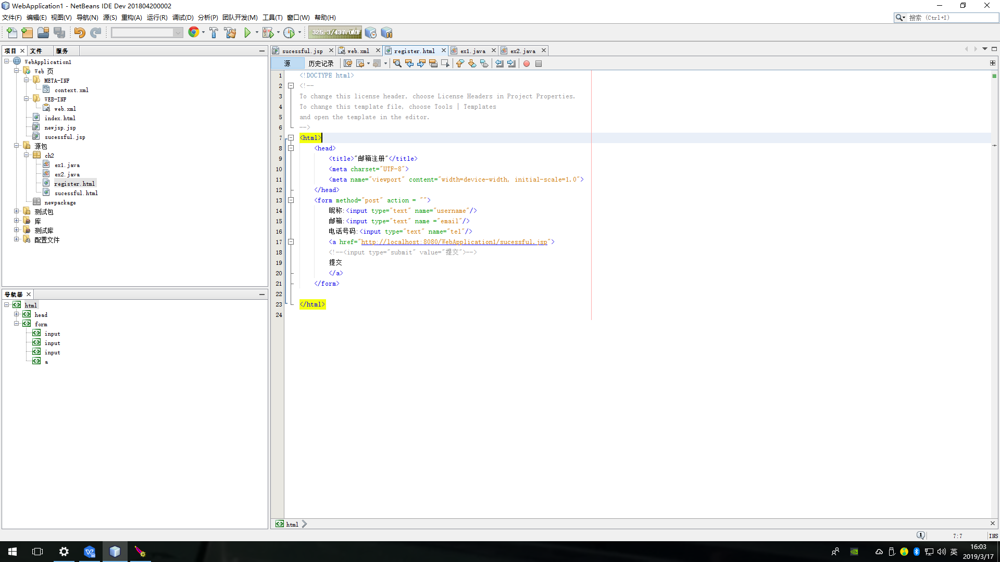 WebApplication1 - NetBeans IDE Dev 201804200002
文件(F) 编辑(E) 视图(V) 导航(N) 源(S) 重构(A) 运行(R) 调试(D) 分析(P) 团队开发(M) 工具(T) 窗口(W) 帮助(H)
搜索 (Ctrl+I)
325.3/437.0MB
项目 文件 服务
WebApplication1
Web 页
META-INF
context.xml
WEB-INF
web.xml
index.html
newjsp.jsp
sucessful.jsp
源包
ch2
ex1.java
ex2.java
register.html
sucessful.html
newpackage
测试包
库
测试库
配置文件
导航器
html
head
form
input
input
input
a
sucessful.jsp web.xml register.html ex1.java ex2.java
源 历史记录
1 <!DOCTYPE html>
2 <!--
3 To change this license header, choose License Headers in Project Properties.
4 To change this template file, choose Tools | Templates
5 and open the template in the editor.
6 -->
7 <html>
8 <head>
9 <title>"邮箱注册"</title>
10 <meta charset="UTF-8">
11 <meta name="viewport" content="width=device-width, initial-scale=1.0">
12 </head>
13 <form method="post" action = "">
14 昵称:<input type="text" name="username"/>
15 邮箱:<input type="text" name ="email"/>
16 电话号码:<input type="text" name="tel"/>
17 <a href="http://localhost:8080/WebApplication1/sucessful.jsp">
18 <!--<input type="submit" value="提交">-->
19 提交
20 </a>
21 </form>
22
23 </html>
24
html
1
7:7
INS
英
16:03
2019/3/17